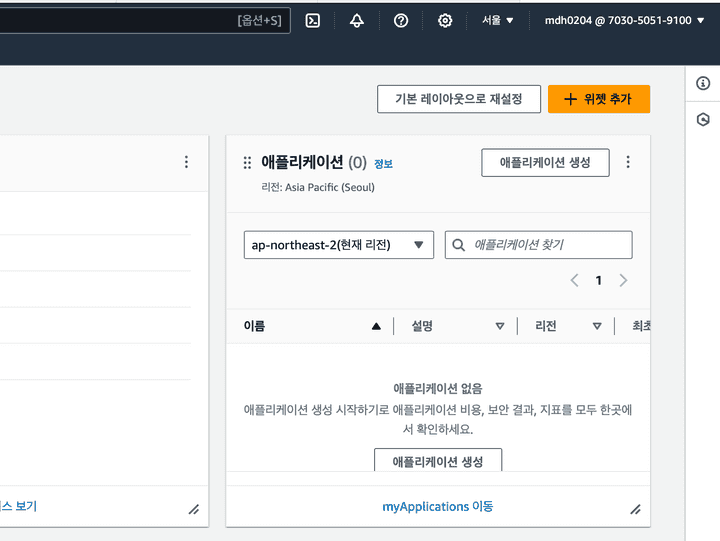 [옵션+S]
서울 ▼
mdh0204 @ 7030-5051-9100 ▼
기본 레이아웃으로 재설정
+ 위젯 추가
애플리케이션 (0) 정보
애플리케이션 생성
리전: Asia Pacific (Seoul)
ap-northeast-2(현재 리전)
애플리케이션 찾기
1
이름
설명
리전
최초
애플리케이션 없음
애플리케이션 생성 시작하기로 애플리케이션 비용, 보안 결과, 지표를 모두 한곳에
서 확인하세요.
애플리케이션 생성
스 보기
myApplications 이동